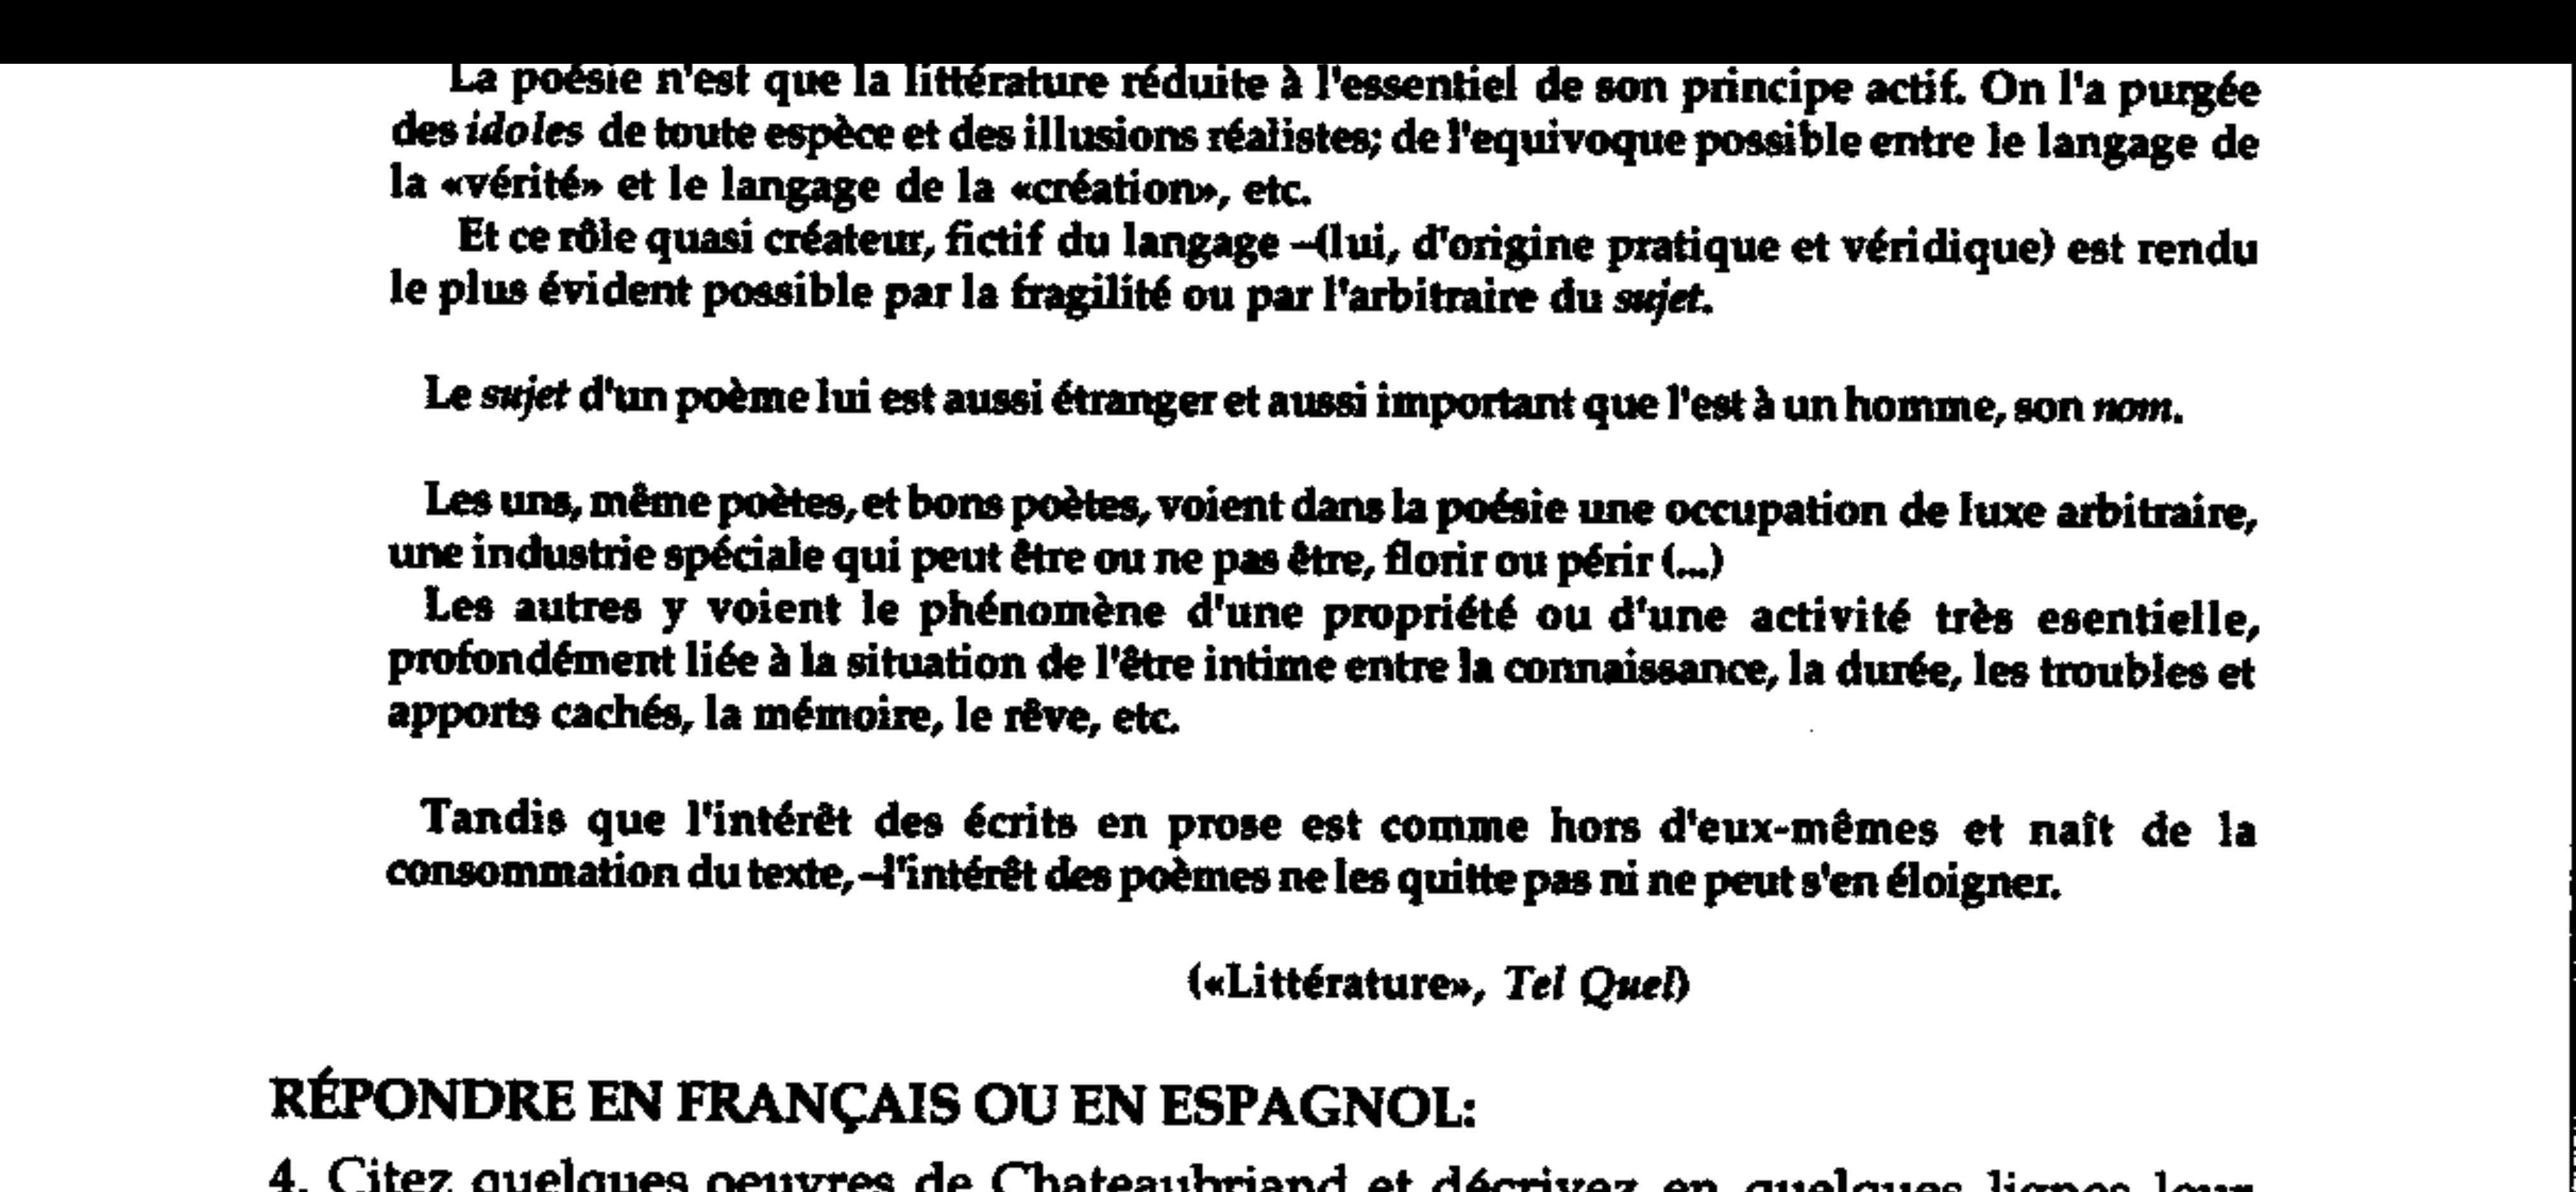 La poésie n'est que la littérature réduite à l'essentiel de son principe actif. On l'a purgée
des idoles de toute espèce et des illusions réalistes; de l'equivoque possible entre le langage de
la «vérité» et le langage de la «création», etc.
Et ce rôle quasi créateur, fictif du langage –(lui, d'origine pratique et véridique) est rendu
le plus évident possible par la fragilité ou par l'arbitraire du sujet.
Le sujet d'un poème lui est aussi étranger et aussi important que l'est à un homme, son nom.
Les uns, même poètes, et bons poètes, voient dans la poésie une occupation de luxe arbitraire,
une industrie spéciale qui peut être ou ne pas être, florir ou périr (...)
Les autres y voient le phénomène d'une propriété ou d'une activité très esentielle,
profondément liée à la situation de l'être intime entre la connaissance, la durée, les troubles et
apports cachés, la mémoire, le rêve, etc.
Tandis que l'intérêt des écrits en prose est comme hors d'eux-mêmes et naît de la
consommation du texte, –l'intérêt des poèmes ne les quitte pas ni ne peut s'en éloigner.
(«Littérature», Tel Quel)
RÉPONDRE EN FRANÇAIS OU EN ESPAGNOL:
4. Citez quelques oeuvres de Chateaubriand et décrivez en quelques lignes leur